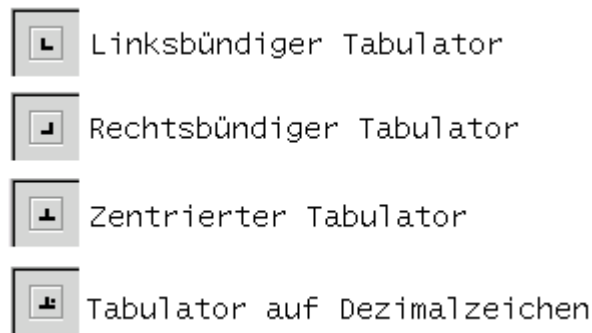 Linksbündiger Tabulator
Rechtsbündiger Tabulator
Zentrierter Tabulator
Tabulator auf Dezimalzeichen